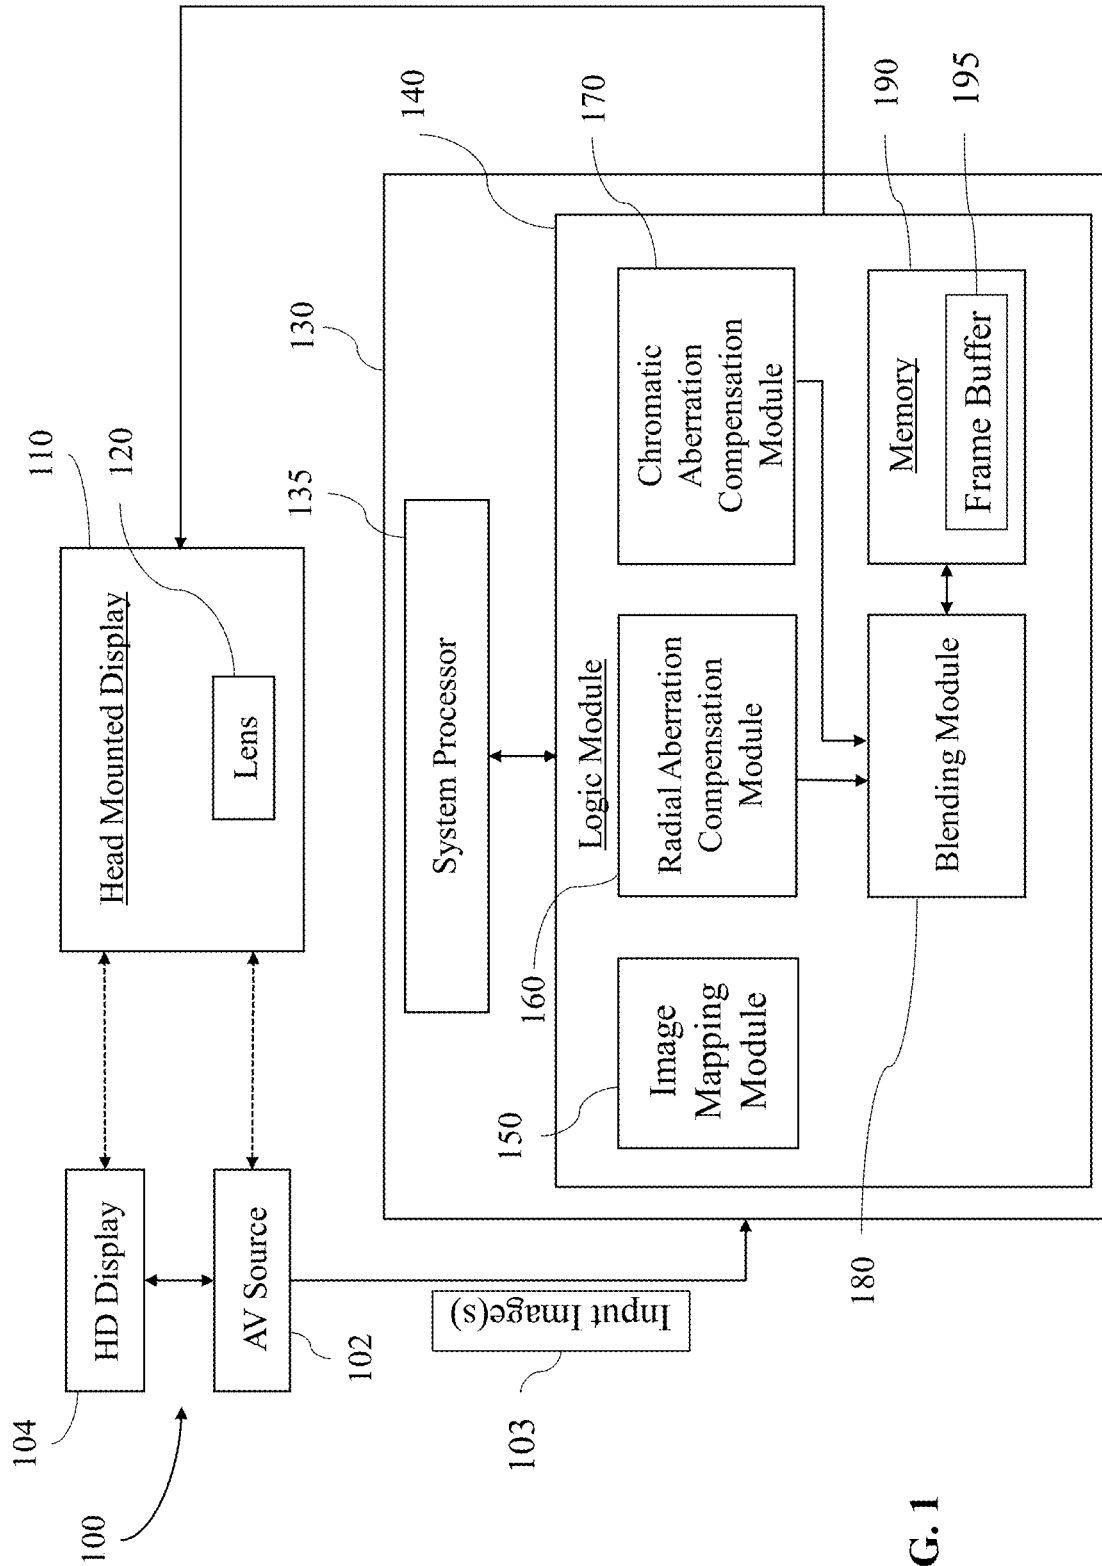 100
104
HD Display
AV Source
102
103
Input Image(s)
110
Head Mounted Display
120
Lens
130
135
System Processor
140
Logic Module
150
Image
Mapping
Module
160
Radial Aberration
Compensation
Module
170
Chromatic
Aberration
Compensation
Module
180
Blending Module
190
Memory
195
Frame Buffer
G. 1